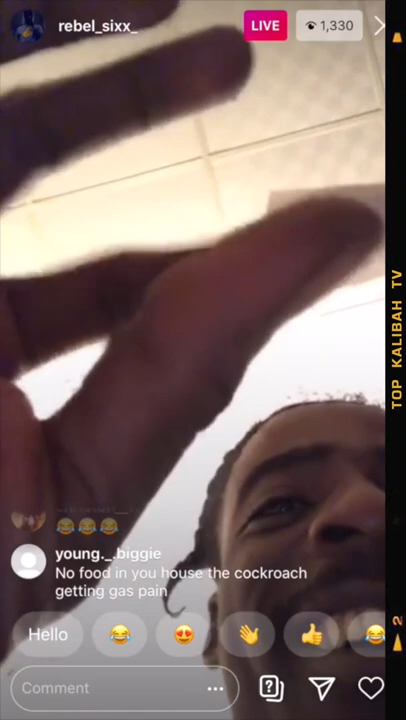 rebel_sixx_
LIVE
1,330
😂😂😂
young._.biggie
No food in you house the cockroach
getting gas pain
Hello
😂
😍
👋
👍
😂
Comment
TOP KALIBAH TV
2